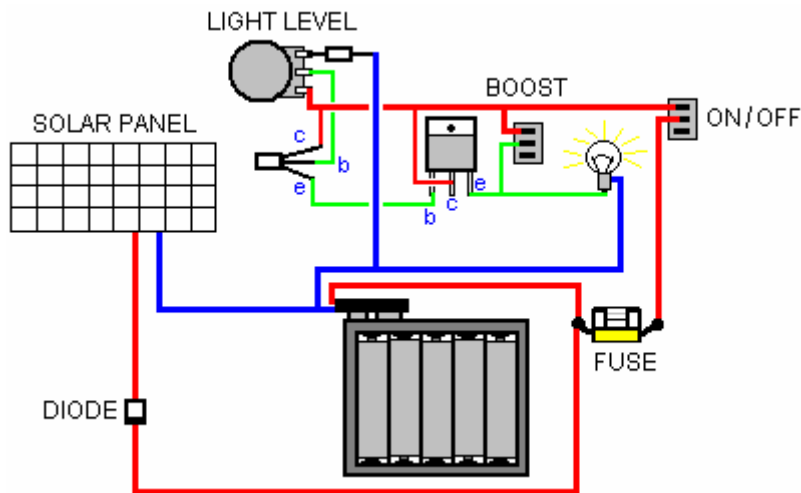 LIGHT LEVEL
BOOST
ON/OFF
SOLAR PANEL
c
b
e
e
b
c
FUSE
DIODE